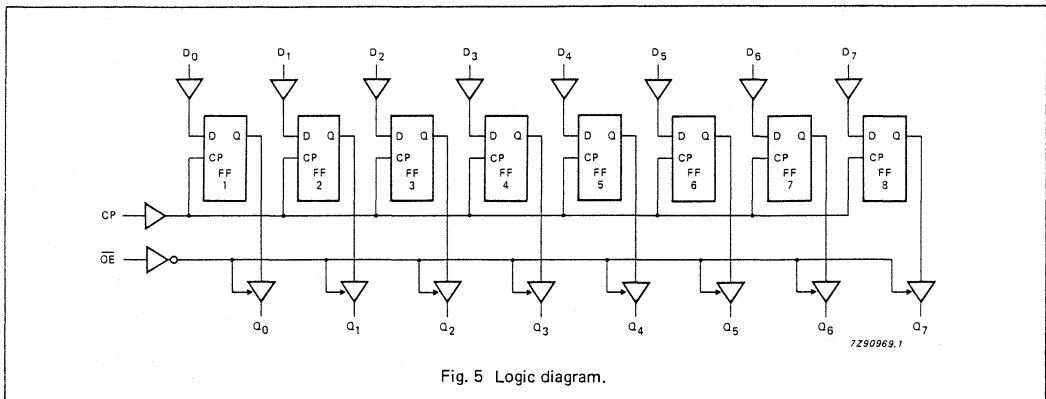 D0 D1 D2 D3 D4 D5 D6 D7
D Q D Q D Q D Q D Q D Q D Q D Q
CP CP CP CP CP CP CP CP
FF FF FF FF FF FF FF FF
1 2 3 4 5 6 7 8
CP
O̅E̅
Q0 Q1 Q2 Q3 Q4 Q5 Q6 Q7
7Z90969.1
Fig. 5 Logic diagram.